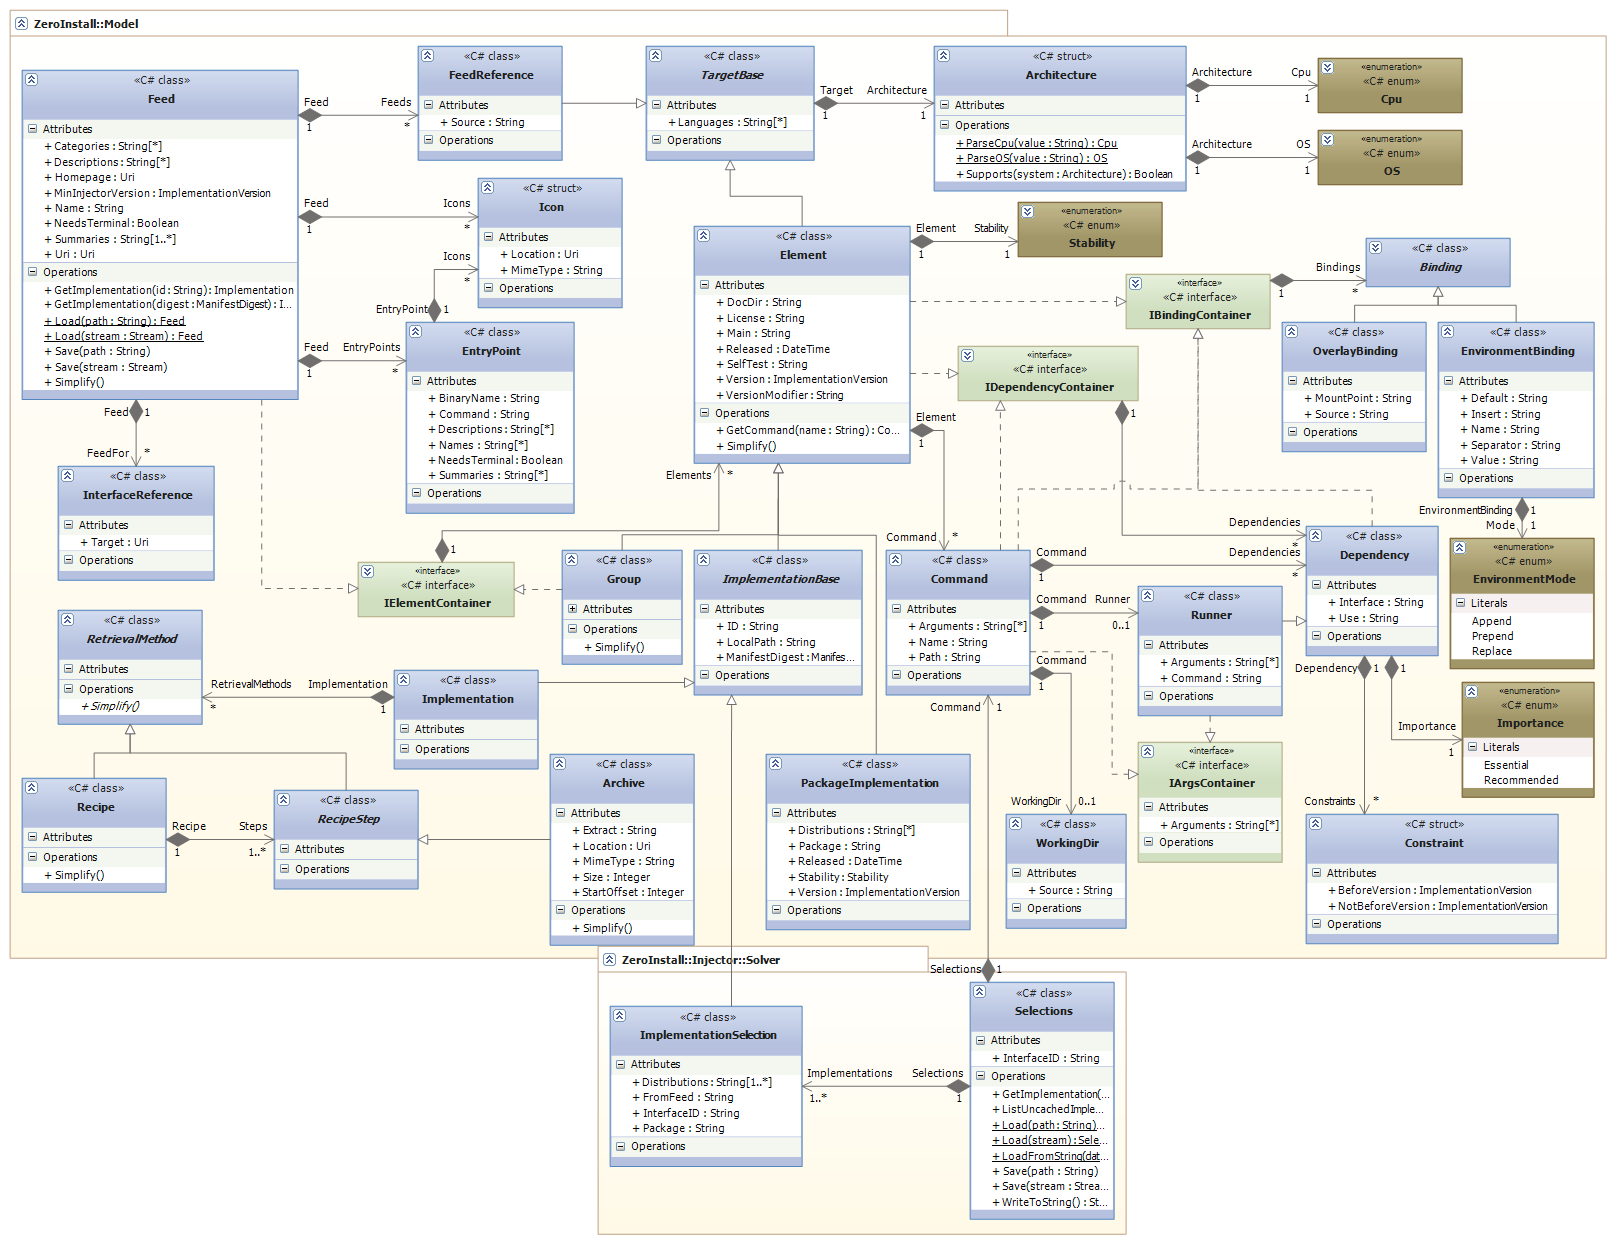 ZeroInstall::Model
«C# class»
Feed
Attributes
+ Categories : String[*]
+ Descriptions : String[*]
+ Homepage : Uri
+ MinInjectorVersion : ImplementationVersion
+ Name : String
+ NeedsTerminal : Boolean
+ Summaries : String[1..*]
+ Uri : Uri
Operations
+ GetImplementation(id : String) : Implementation
+ GetImplementation(digest : ManifestDigest) : I...
+ Load(path : String) : Feed
+ Load(stream : Stream) : Feed
+ Save(path : String)
+ Save(stream : Stream)
+ Simplify()
Feed
1
Feeds
*
«C# class»
FeedReference
Attributes
+ Source : String
Operations
«C# class»
TargetBase
Attributes
+ Languages : String[*]
Operations
Target
1
Architecture
1
«C# struct»
Architecture
Attributes
Operations
+ ParseCpu(value : String) : Cpu
+ ParseOS(value : String) : OS
+ Supports(system : Architecture) : Boolean
Architecture
1
Cpu
1
«enumeration»
«C# enum»
Cpu
Architecture
1
OS
1
«enumeration»
«C# enum»
OS
Feed
1
Icons
*
«C# struct»
Icon
Attributes
+ Location : Uri
+ MimeType : String
Operations
Icons
*
EntryPoint
1
Feed
1
EntryPoints
*
«C# class»
EntryPoint
Attributes
+ BinaryName : String
+ Command : String
+ Descriptions : String[*]
+ Names : String[*]
+ NeedsTerminal : Boolean
+ Summaries : String[*]
Operations
«C# class»
Element
Attributes
+ DocDir : String
+ License : String
+ Main : String
+ Released : DateTime
+ SelfTest : String
+ Version : ImplementationVersion
+ VersionModifier : String
Operations
+ GetCommand(name : String) : Co...
+ Simplify()
Element
1
Stability
1
«enumeration»
«C# enum»
Stability
«interface»
«C# interface»
IBindingContainer
1
Bindings
*
«C# class»
Binding
«interface»
«C# interface»
IDependencyContainer
1
«C# class»
OverlayBinding
Attributes
+ MountPoint : String
+ Source : String
Operations
«C# class»
EnvironmentBinding
Attributes
+ Default : String
+ Insert : String
+ Name : String
+ Separator : String
+ Value : String
Operations
EnvironmentBinding
1
Mode
1
«enumeration»
«C# enum»
EnvironmentMode
Literals
Append
Prepend
Replace
Feed
1
FeedFor
*
«C# class»
InterfaceReference
Attributes
+ Target : Uri
Operations
Elements
*
1
«interface»
«C# interface»
IElementContainer
«C# class»
Group
Attributes
Operations
+ Simplify()
«C# class»
ImplementationBase
Attributes
+ ID : String
+ LocalPath : String
+ ManifestDigest : Manifes...
Operations
Element
1
Command
*
«C# class»
Command
Attributes
+ Arguments : String[*]
+ Name : String
+ Path : String
Operations
Dependencies
*
Command
1
Dependencies
*
«C# class»
Dependency
Attributes
+ Interface : String
+ Use : String
Operations
Command
1
Runner
0..1
«C# class»
Runner
Attributes
+ Arguments : String[*]
+ Command : String
Operations
Command
1
WorkingDir
0..1
«C# class»
WorkingDir
Attributes
+ Source : String
Operations
«interface»
«C# interface»
IArgsContainer
Attributes
+ Arguments : String[*]
Operations
Dependency
1
1
Importance
1
«enumeration»
«C# enum»
Importance
Literals
Essential
Recommended
Constraints
*
«C# struct»
Constraint
Attributes
+ BeforeVersion : ImplementationVersion
+ NotBeforeVersion : ImplementationVersion
Operations
«C# class»
RetrievalMethod
Attributes
Operations
+ Simplify()
RetrievalMethods
*
Implementation
1
«C# class»
Implementation
Attributes
Operations
«C# class»
Recipe
Attributes
Operations
+ Simplify()
Recipe
1
Steps
1..*
«C# class»
RecipeStep
Attributes
Operations
«C# class»
Archive
Attributes
+ Extract : String
+ Location : Uri
+ MimeType : String
+ Size : Integer
+ StartOffset : Integer
Operations
+ Simplify()
«C# class»
PackageImplementation
Attributes
+ Distributions : String[*]
+ Package : String
+ Released : DateTime
+ Stability : Stability
+ Version : ImplementationVersion
Operations
Command
1
Selections
1
ZeroInstall::Injector::Solver
«C# class»
ImplementationSelection
Attributes
+ Distributions : String[1..*]
+ FromFeed : String
+ InterfaceID : String
+ Package : String
Operations
Implementations
1..*
Selections
1
«C# class»
Selections
Attributes
+ InterfaceID : String
Operations
+ GetImplementation(...
+ ListUncachedImple...
+ Load(path : String)...
+ Load(stream) : Sele...
+ LoadFromString(dat...
+ Save(path : String)
+ Save(stream : Strea...
+ WriteToString() : St...